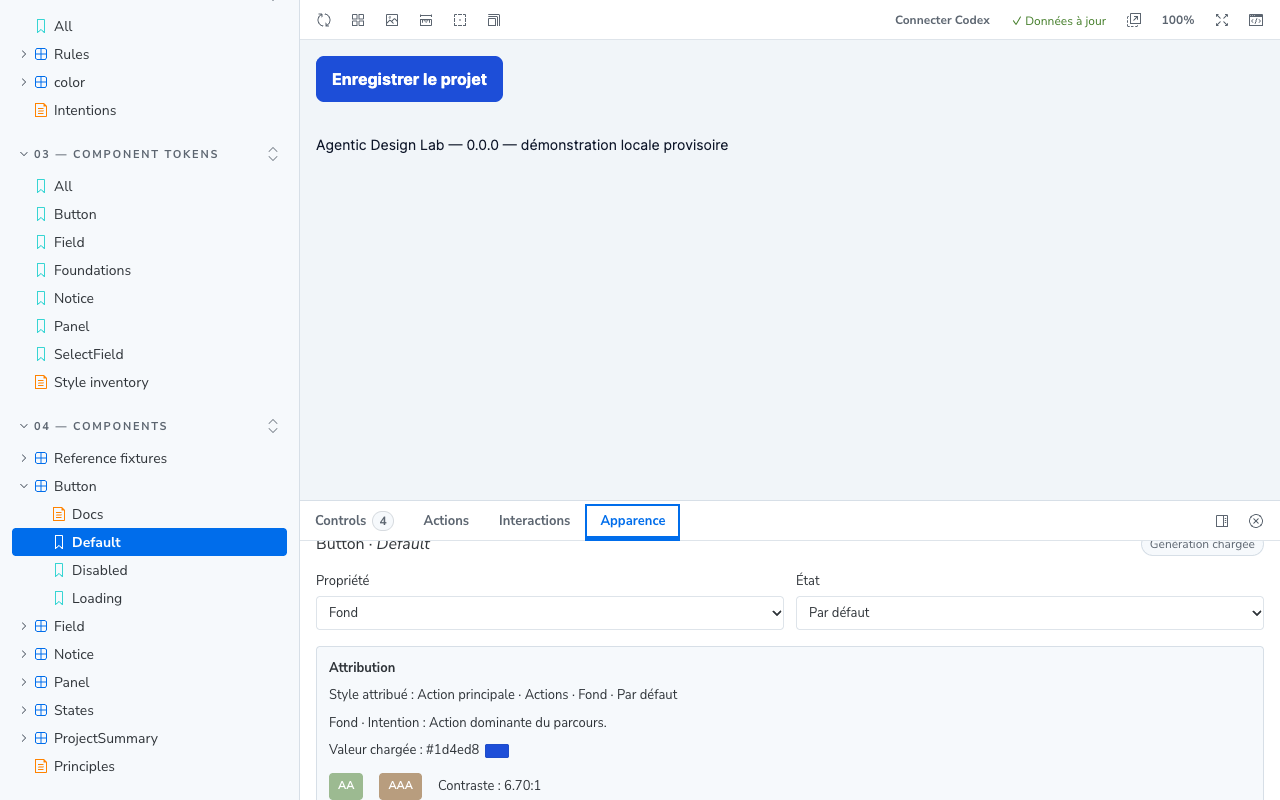 All
Rules
color
Intentions
03 — COMPONENT TOKENS
All
Button
Field
Foundations
Notice
Panel
SelectField
Style inventory
04 — COMPONENTS
Reference fixtures
Button
Docs
Default
Disabled
Loading
Field
Notice
Panel
States
ProjectSummary
Principles
Connecter Codex
✓ Données à jour
100%
Enregistrer le projet
Agentic Design Lab — 0.0.0 — démonstration locale provisoire
Controls 4
Actions
Interactions
Apparence
Button · Default
Génération chargée
Propriété
État
Fond
Par défaut
Attribution
Style attribué : Action principale · Actions · Fond · Par défaut
Fond · Intention : Action dominante du parcours.
Valeur chargée : #1d4ed8
AA
AAA
Contraste : 6.70:1